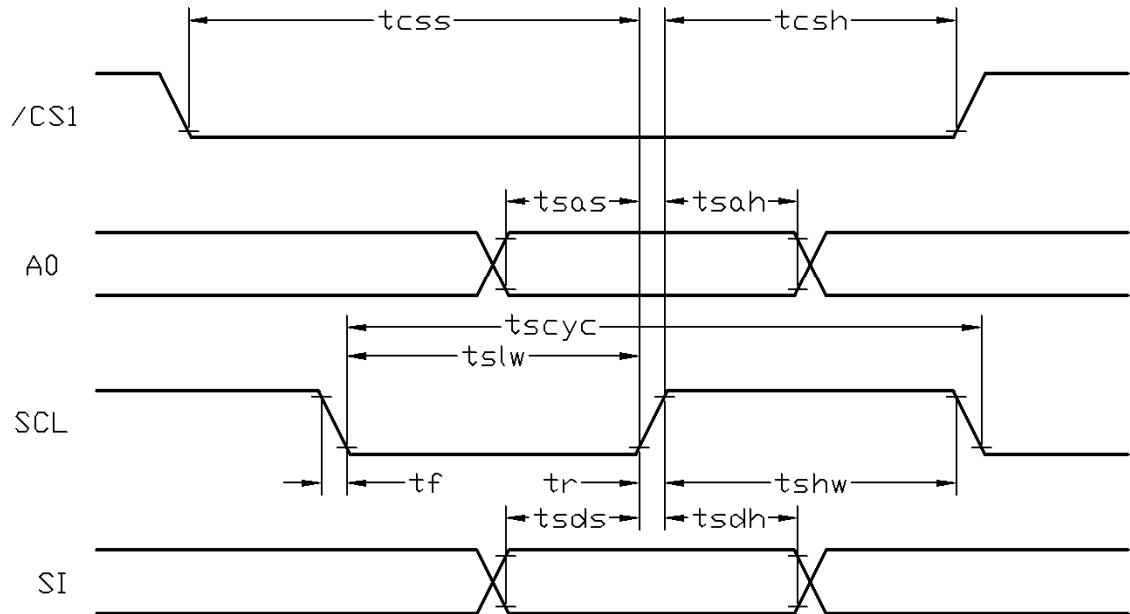 tcss tcsh
/CS1
tsas tsah
A0
tscyc
tslw
SCL
tf tr tshw
tsds tsdh
SI